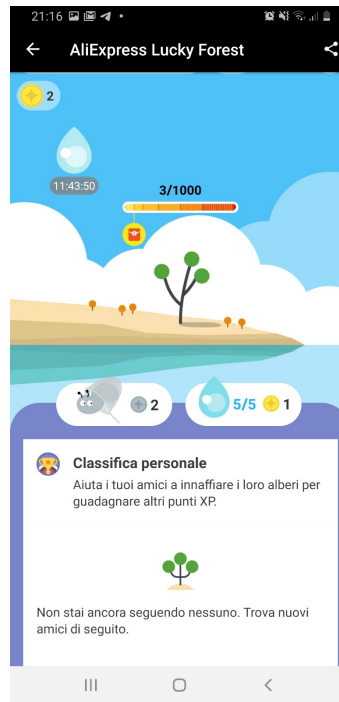 21:16
AliExpress Lucky Forest
2
11:43:50
3/1000
2
5/5 1
Classifica personale
Aiuta i tuoi amici a innaffiare i loro alberi per
guadagnare altri punti XP.
Non stai ancora seguendo nessuno. Trova nuovi
amici di seguito.